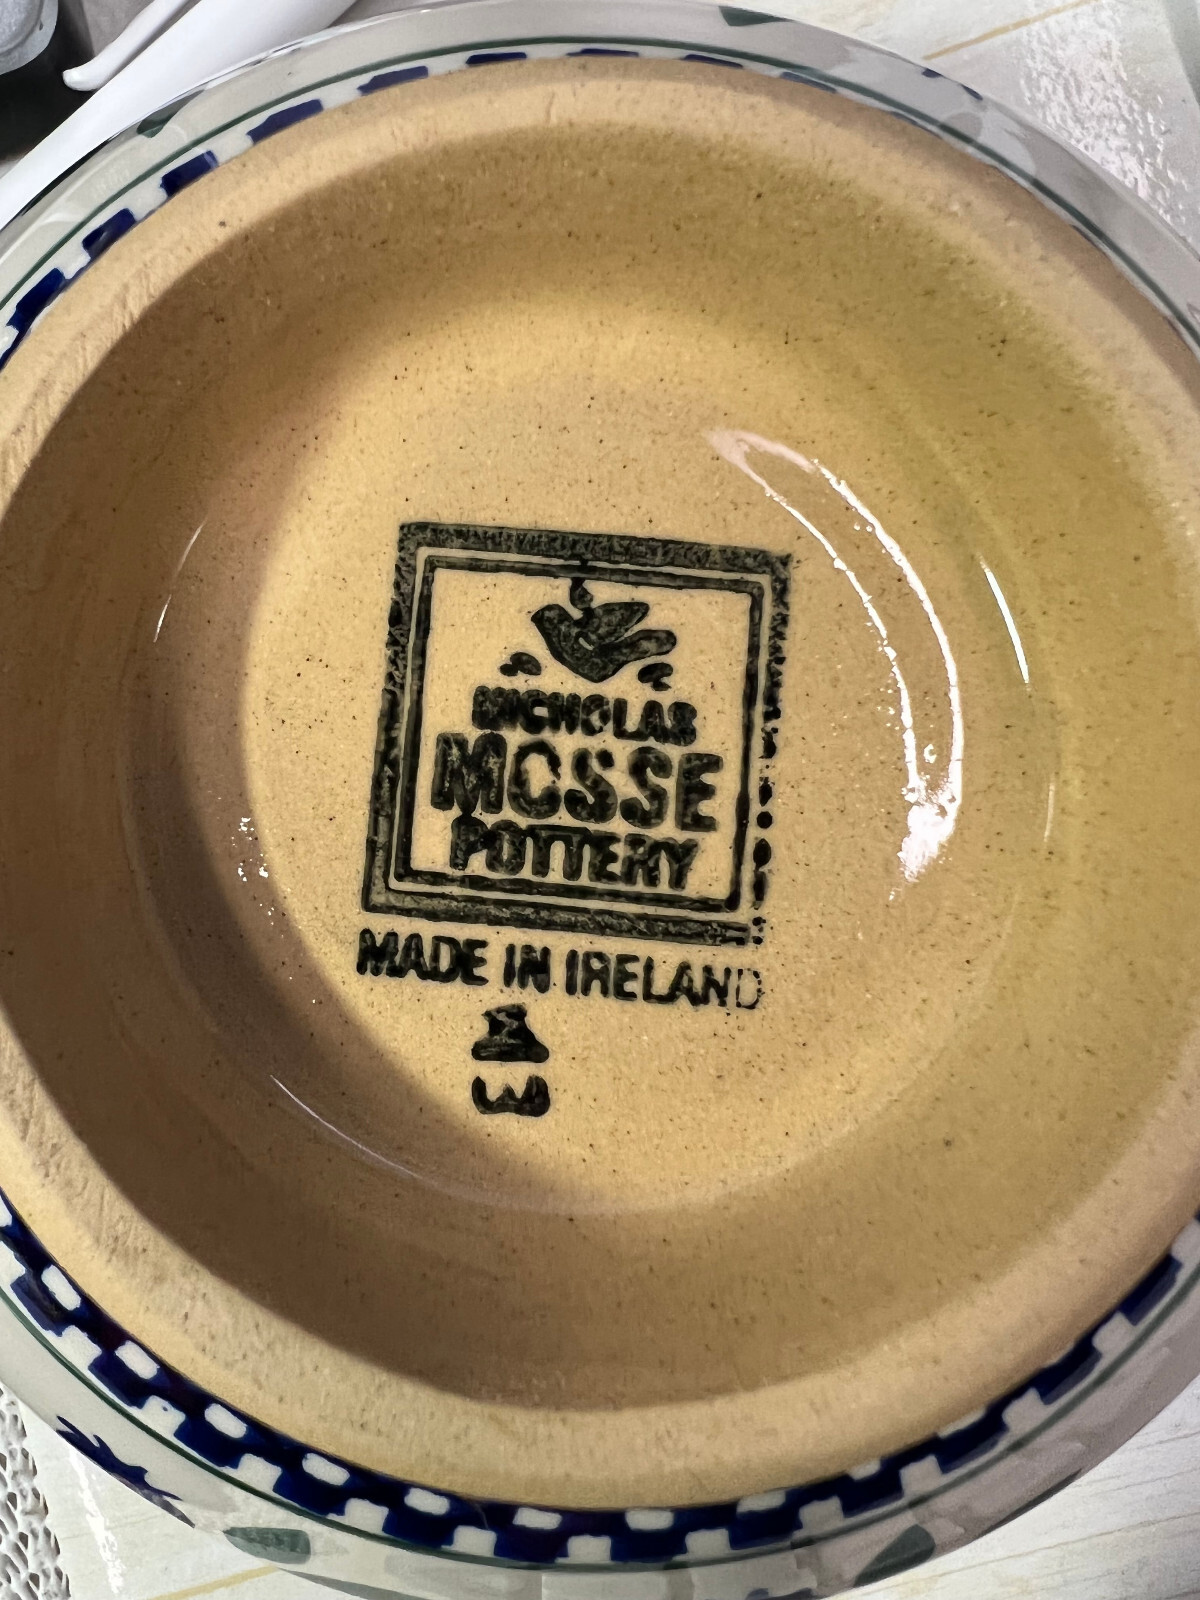 NICHOLAS
MOSSE
POTTERY
MADE IN IRELAND